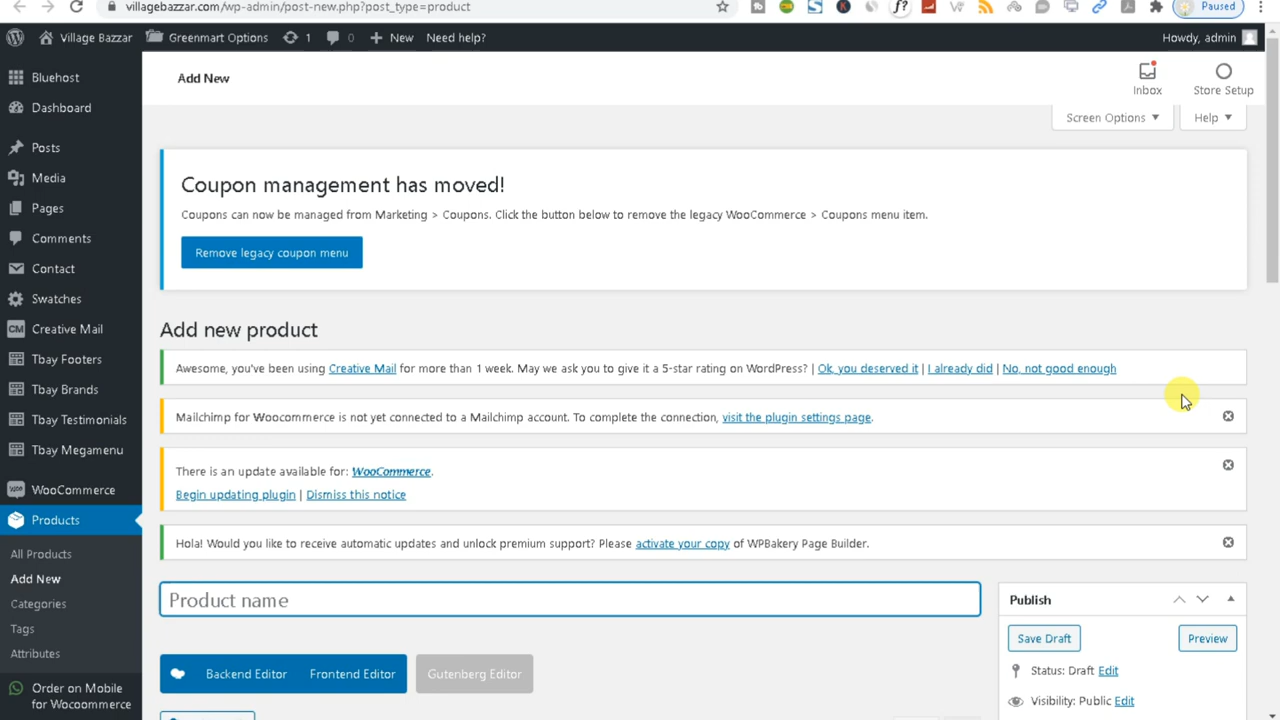 villagebazzar.com/wp-admin/post-new.php?post_type=product
Paused
Village Bazzar
Greenmart Options
1
0
New
Need help?
Howdy, admin
Bluehost
Dashboard
Posts
Media
Pages
Comments
Contact
Swatches
Creative Mail
Tbay Footers
Tbay Brands
Tbay Testimonials
Tbay Megamenu
WooCommerce
Products
All Products
Add New
Categories
Tags
Attributes
Order on Mobile
for Wocoommerce
Add New
Inbox
Store Setup
Screen Options ▼
Help ▼
Coupon management has moved!
Coupons can now be managed from Marketing > Coupons. Click the button below to remove the legacy WooCommerce > Coupons menu item.
Remove legacy coupon menu
Add new product
Awesome, you've been using Creative Mail for more than 1 week. May we ask you to give it a 5-star rating on WordPress? | Ok, you deserved it | I already did | No, not good enough
Mailchimp for Woocommerce is not yet connected to a Mailchimp account. To complete the connection, visit the plugin settings page.
There is an update available for: WooCommerce.
Begin updating plugin | Dismiss this notice
Hola! Would you like to receive automatic updates and unlock premium support? Please activate your copy of WPBakery Page Builder.
Product name
Backend Editor
Frontend Editor
Gutenberg Editor
Publish
Save Draft
Preview
Status: Draft Edit
Visibility: Public Edit